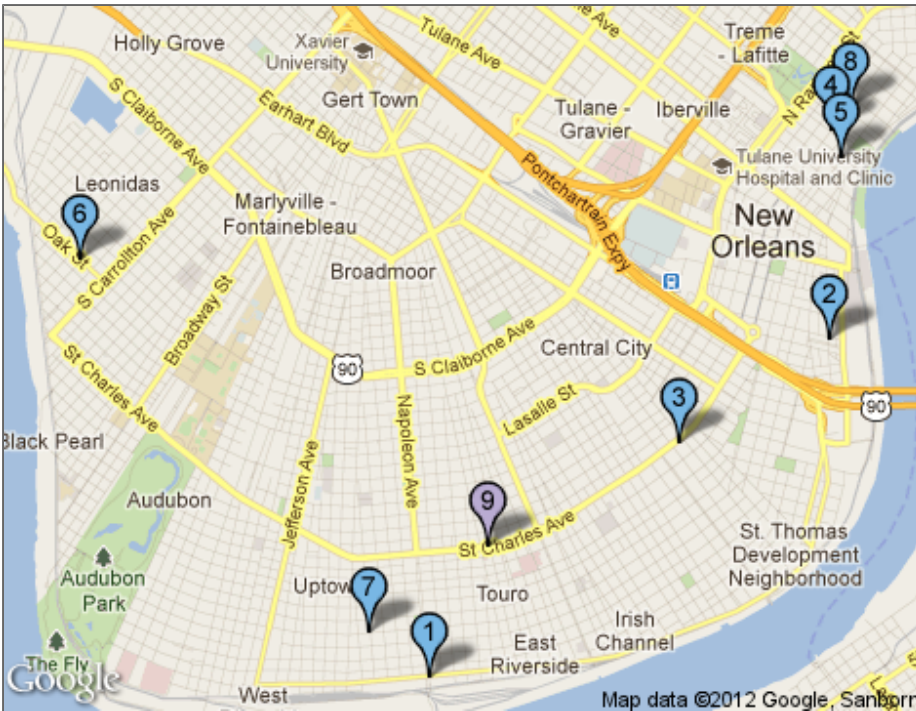 Holly Grove
Xavier
University
Tulane Ave
Treme
- Lafitte
8
4
5
S Claiborne Ave
Gert Town
Earhart Blvd
Tulane -
Gravier
Iberville
Pontchartrain Expy
Tulane University
Hospital and Clinic
Leonidas
6
Oak St
S Carrollton Ave
Marlyville -
Fontainebleau
Broadway St
Broadmoor
New
Orleans
2
90
S Claiborne Ave
Central City
Lasalle St
3
90
St Charles Ave
Napoleon Ave
Jefferson Ave
Black Pearl
Audubon
9
St Charles Ave
Audubon
Park
Uptow
7
Touro
St. Thomas
Development
Neighborhood
1
East
Riverside
Irish
Channel
The Fly
Google
West
Map data ©2012 Google, Sanborn